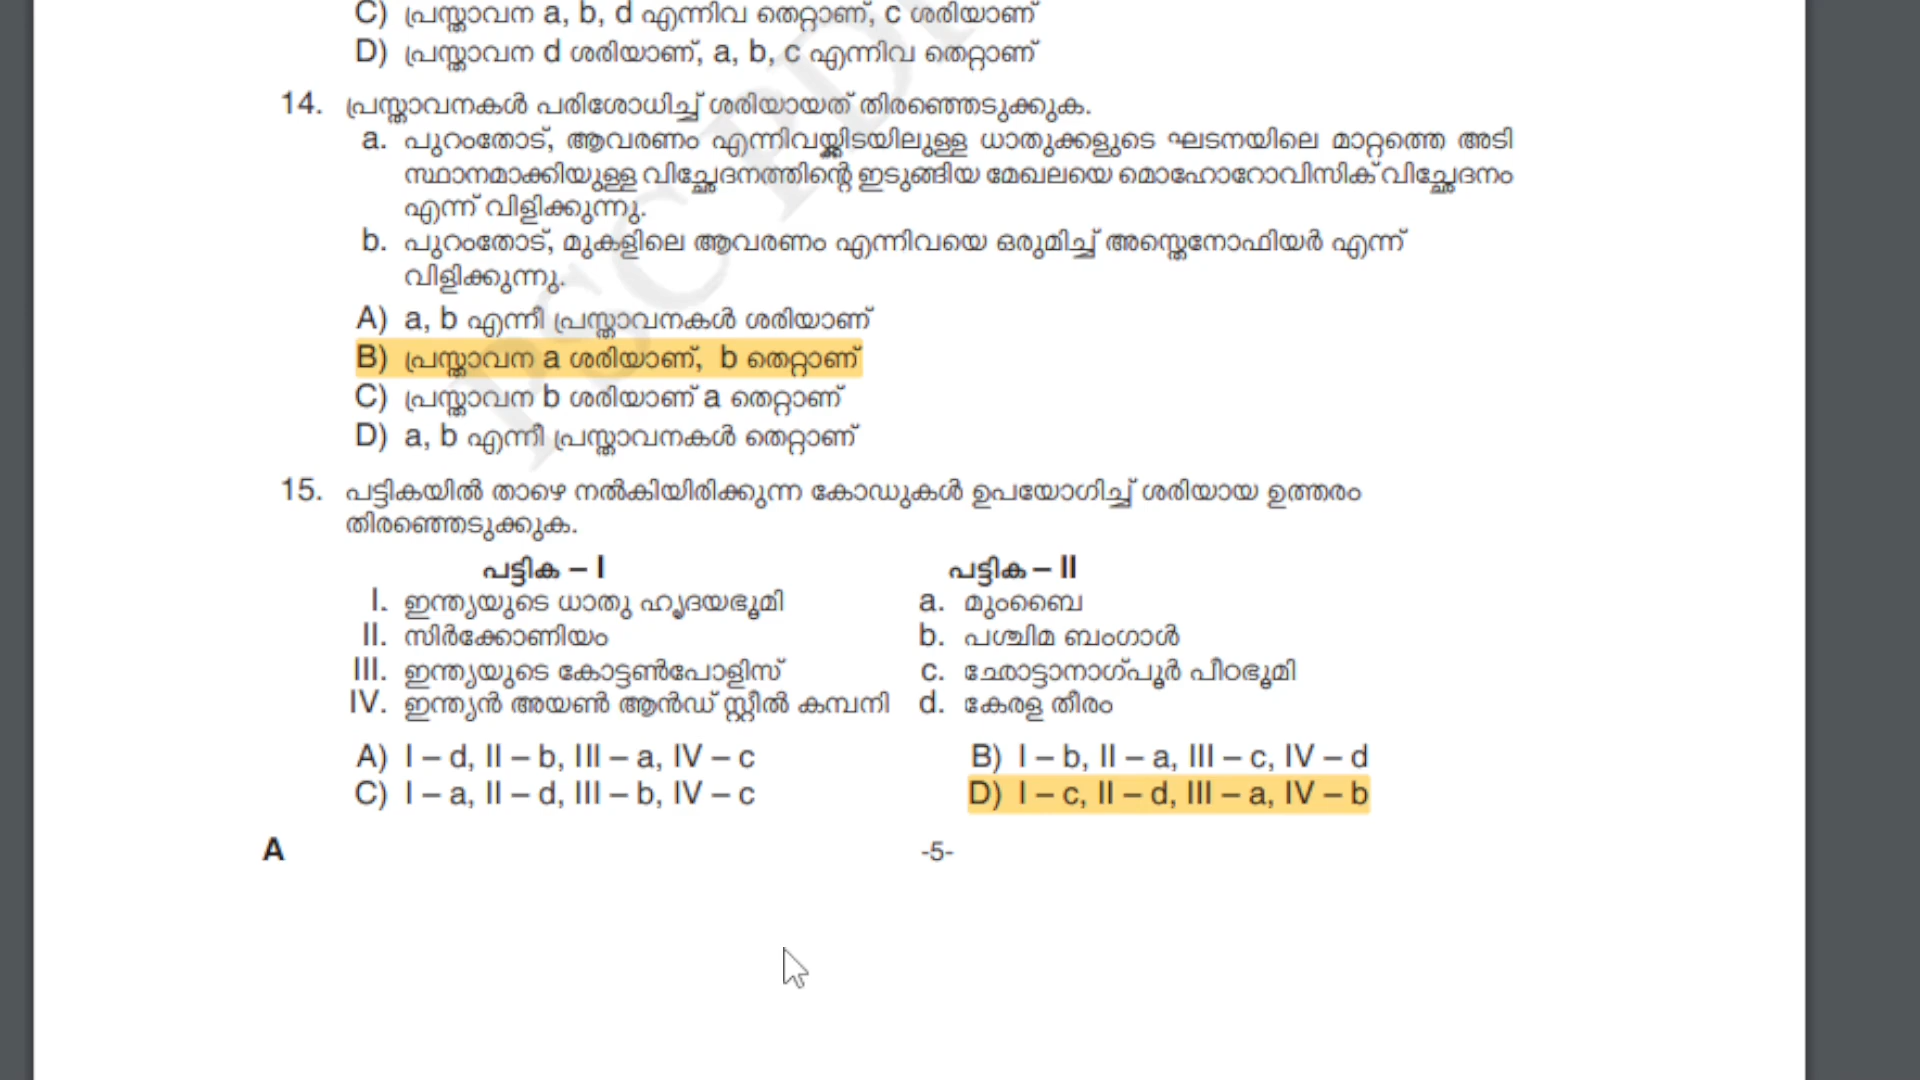 C) പ്രസ്താവന a, b, d എന്നിവ തെറ്റാണ്, c ശരിയാണ്
D) പ്രസ്താവന d ശരിയാണ്, a, b, c എന്നിവ തെറ്റാണ്
14. പ്രസ്താവനകൾ പരിശോധിച്ച് ശരിയായത് തിരഞ്ഞെടുക്കുക.
a. പുറംതോട്, ആവരണം എന്നിവയ്ക്കിടയിലുള്ള ധാതുക്കളുടെ ഘടനയിലെ മാറ്റത്തെ അടി
സ്ഥാനമാക്കിയുള്ള വിച്ഛേദനത്തിന്റെ ഇടുങ്ങിയ മേഖലയെ മൊഹോറോവിസിക് വിച്ഛേദനം
എന്ന് വിളിക്കുന്നു.
b. പുറംതോട്, മുകളിലെ ആവരണം എന്നിവയെ ഒരുമിച്ച് അസ്തെനോഫിയർ എന്ന്
വിളിക്കുന്നു.
A) a, b എന്നീ പ്രസ്താവനകൾ ശരിയാണ്
B) പ്രസ്താവന a ശരിയാണ്, b തെറ്റാണ്
C) പ്രസ്താവന b ശരിയാണ് a തെറ്റാണ്
D) a, b എന്നീ പ്രസ്താവനകൾ തെറ്റാണ്
15. പട്ടികയിൽ താഴെ നൽകിയിരിക്കുന്ന കോഡുകൾ ഉപയോഗിച്ച് ശരിയായ ഉത്തരം
തിരഞ്ഞെടുക്കുക.
പട്ടിക – I പട്ടിക – II
I. ഇന്ത്യയുടെ ധാതു ഹൃദയഭൂമി a. മുംബൈ
II. സിർക്കോണിയം b. പശ്ചിമ ബംഗാൾ
III. ഇന്ത്യയുടെ കോട്ടൺപോളിസ് c. ഛോട്ടാനാഗ്പൂർ പീഠഭൂമി
IV. ഇന്ത്യൻ അയൺ ആൻഡ് സ്റ്റീൽ കമ്പനി d. കേരള തീരം
A) I – d, II – b, III – a, IV – c B) I – b, II – a, III – c, IV – d
C) I – a, II – d, III – b, IV – c D) I – c, II – d, III – a, IV – b
A -5-
PSC PD